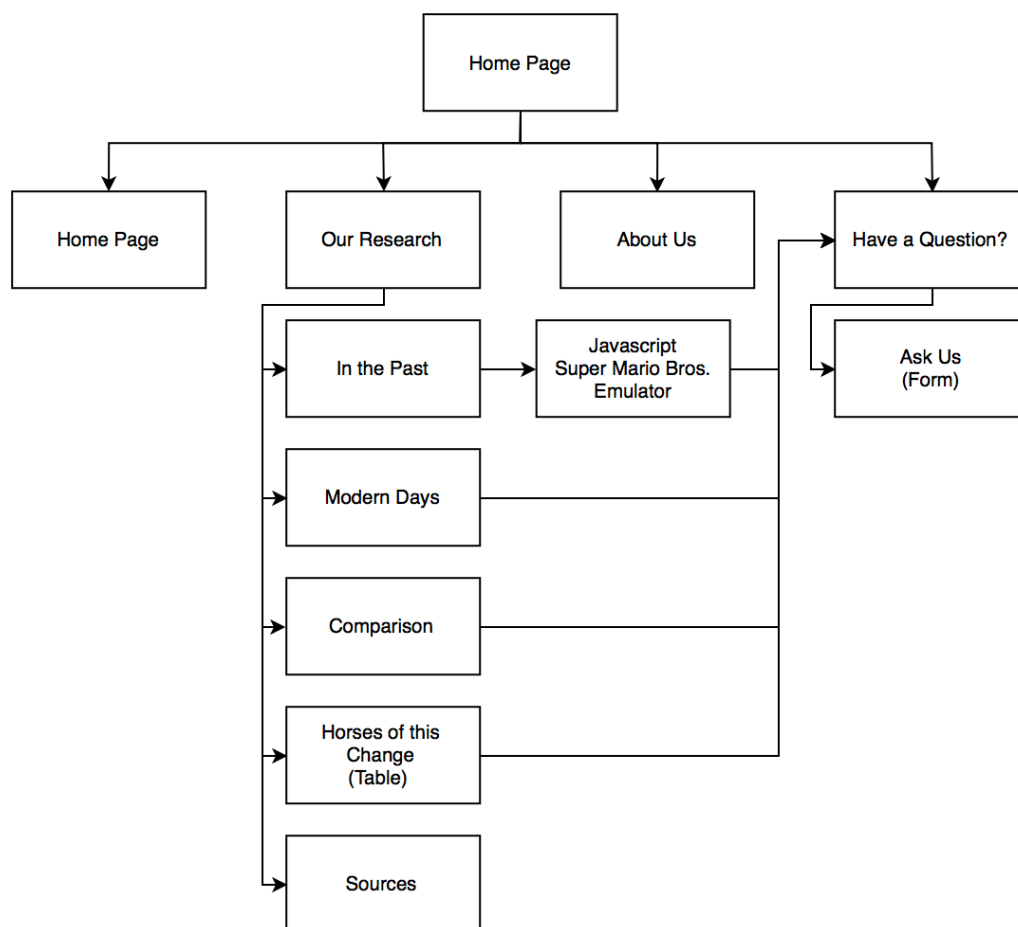 Home Page
Home Page
Our Research
About Us
Have a Question?
In the Past
Javascript
Super Mario Bros.
Emulator
Ask Us
(Form)
Modern Days
Comparison
Horses of this
Change
(Table)
Sources